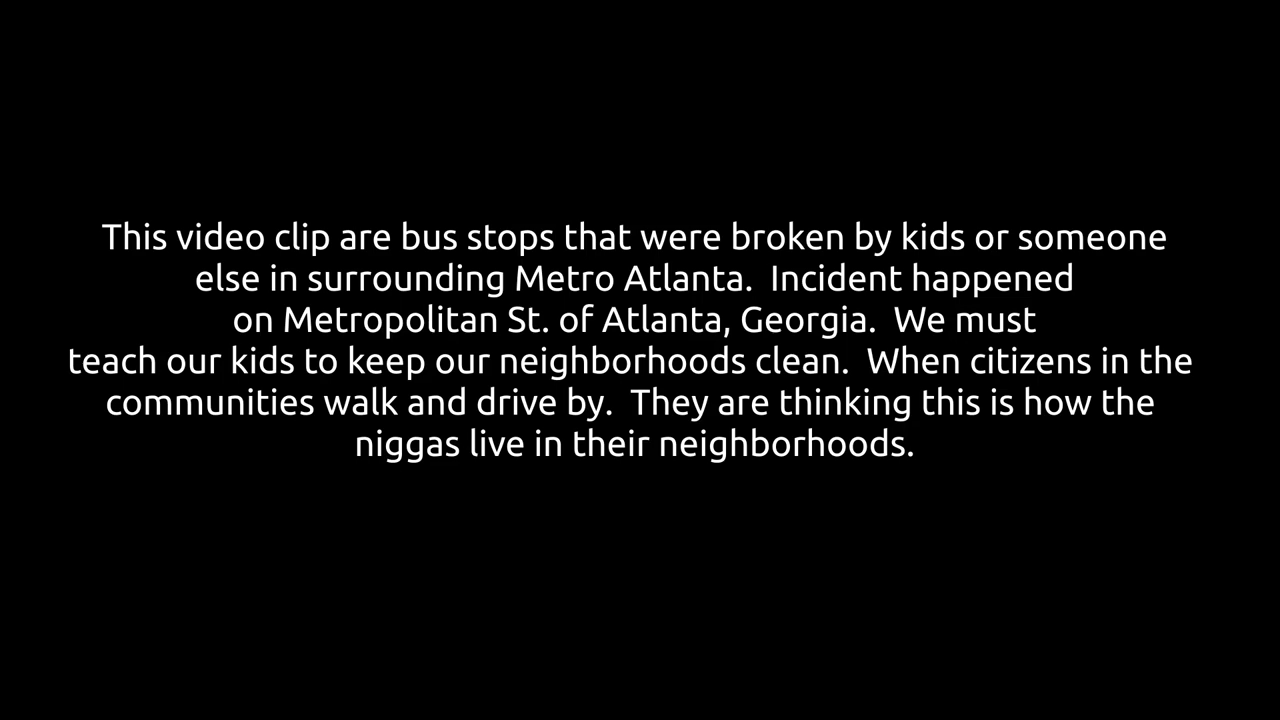 This video clip are bus stops that were broken by kids or someone
else in surrounding Metro Atlanta.  Incident happened
on Metropolitan St. of Atlanta, Georgia.  We must
teach our kids to keep our neighborhoods clean.  When citizens in the
communities walk and drive by.  They are thinking this is how the
niggas live in their neighborhoods.